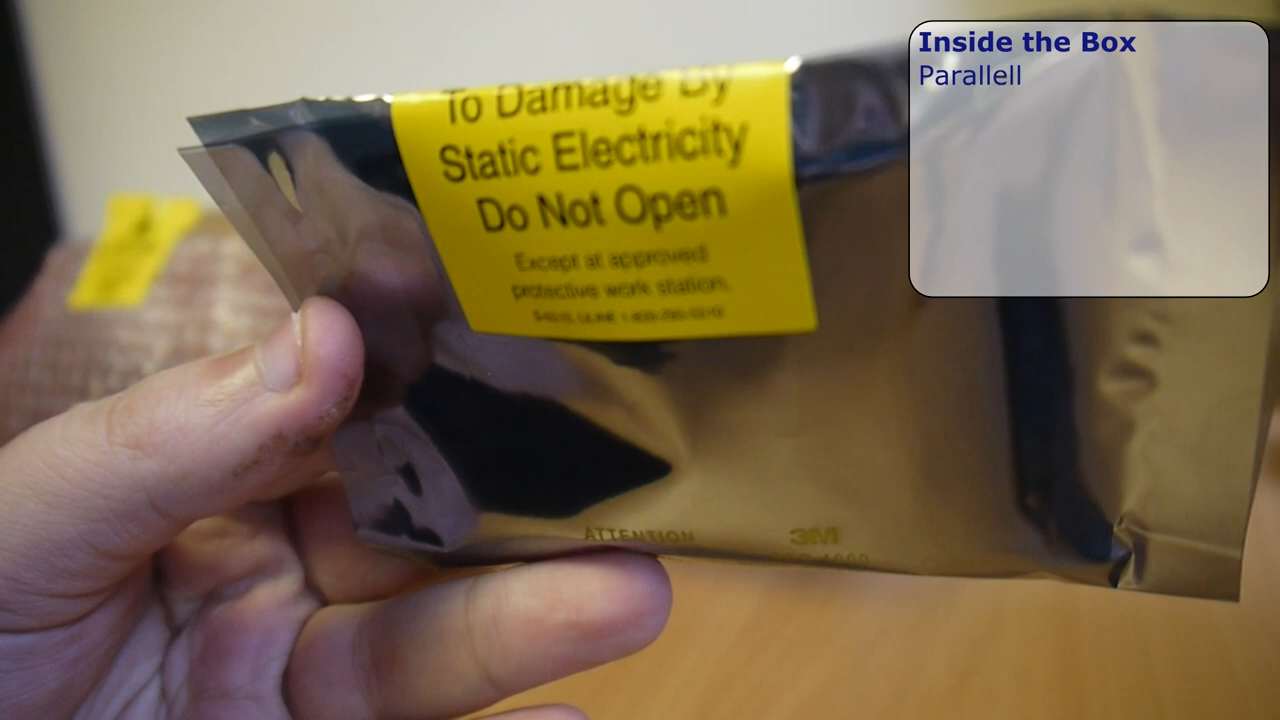 To Damage By
Static Electricity
Do Not Open
Except at approved
protective work station.
ATTENTION
3M
Inside the Box
Parallell